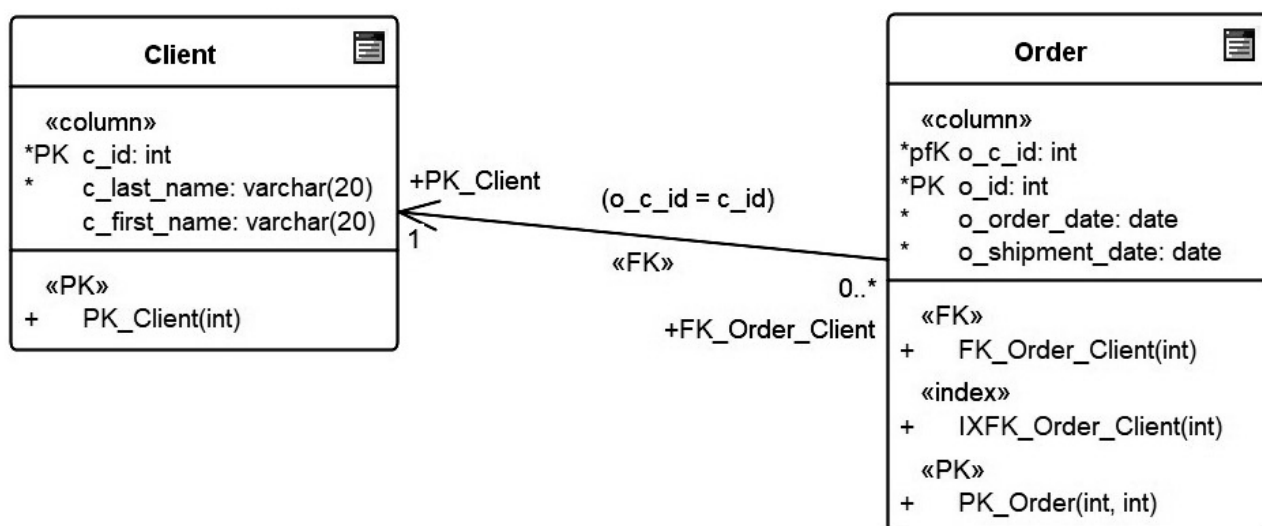 Client
«column»
*PK c_id: int
* c_last_name: varchar(20)
c_first_name: varchar(20)
«PK»
+ PK_Client(int)
+PK_Client
1
(o_c_id = c_id)
«FK»
0..*
+FK_Order_Client
Order
«column»
*pfK o_c_id: int
*PK o_id: int
* o_order_date: date
* o_shipment_date: date
«FK»
+ FK_Order_Client(int)
«index»
+ IXFK_Order_Client(int)
«PK»
+ PK_Order(int, int)